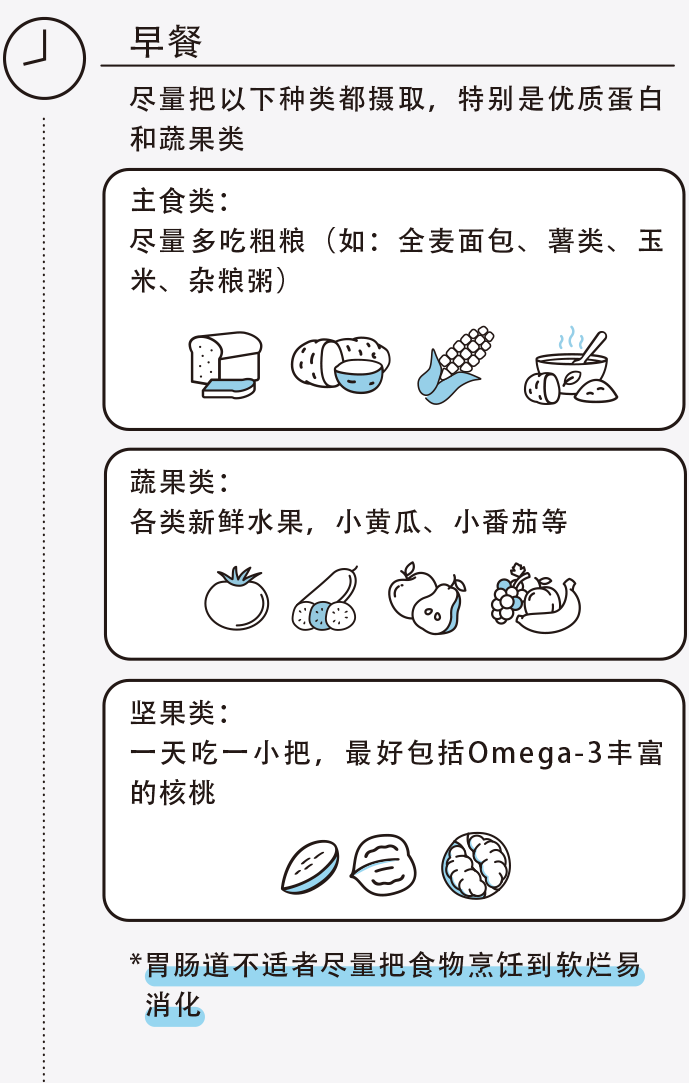 早餐
尽量把以下种类都摄取，特别是优质蛋白
和蔬果类
主食类：
尽量多吃粗粮（如：全麦面包、薯类、玉
米、杂粮粥）
蔬果类：
各类新鲜水果，小黄瓜、小番茄等
坚果类：
一天吃一小把，最好包括Omega-3丰富
的核桃
*胃肠道不适者尽量把食物烹饪到软烂易
消化